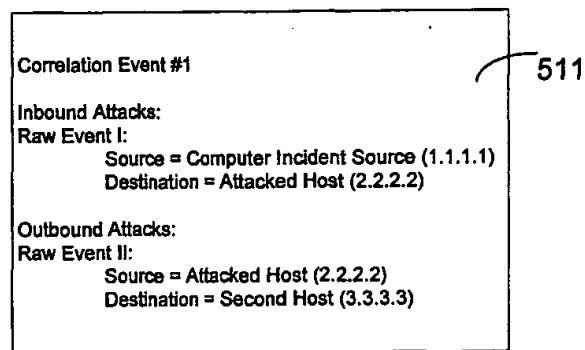 Correlation Event #1
511
Inbound Attacks:
Raw Event I:
Source = Computer Incident Source (1.1.1.1)
Destination = Attacked Host (2.2.2.2)
Outbound Attacks:
Raw Event II:
Source = Attacked Host (2.2.2.2)
Destination = Second Host (3.3.3.3)